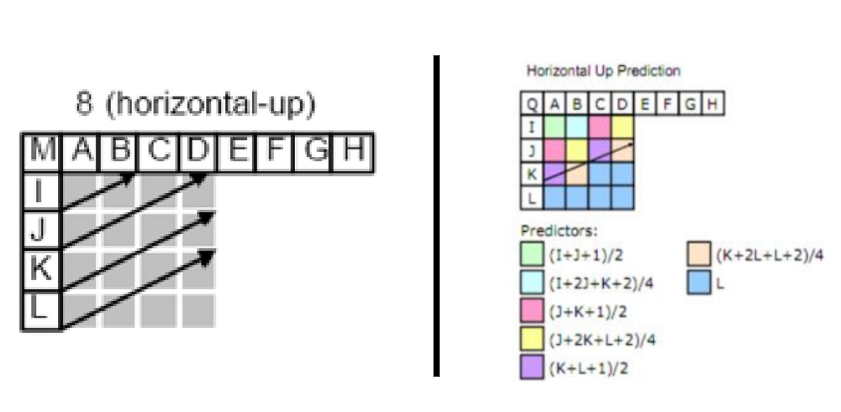 8 (horizontal-up)
M A B C D E F G H
I
J
K
L
Horizontal Up Prediction
Q A B C D E F G H
I
J
K
L
Predictors:
(I+J+1)/2
(I+2J+K+2)/4
(J+K+1)/2
(J+2K+L+2)/4
(K+L+1)/2
(K+2L+L+2)/4
L